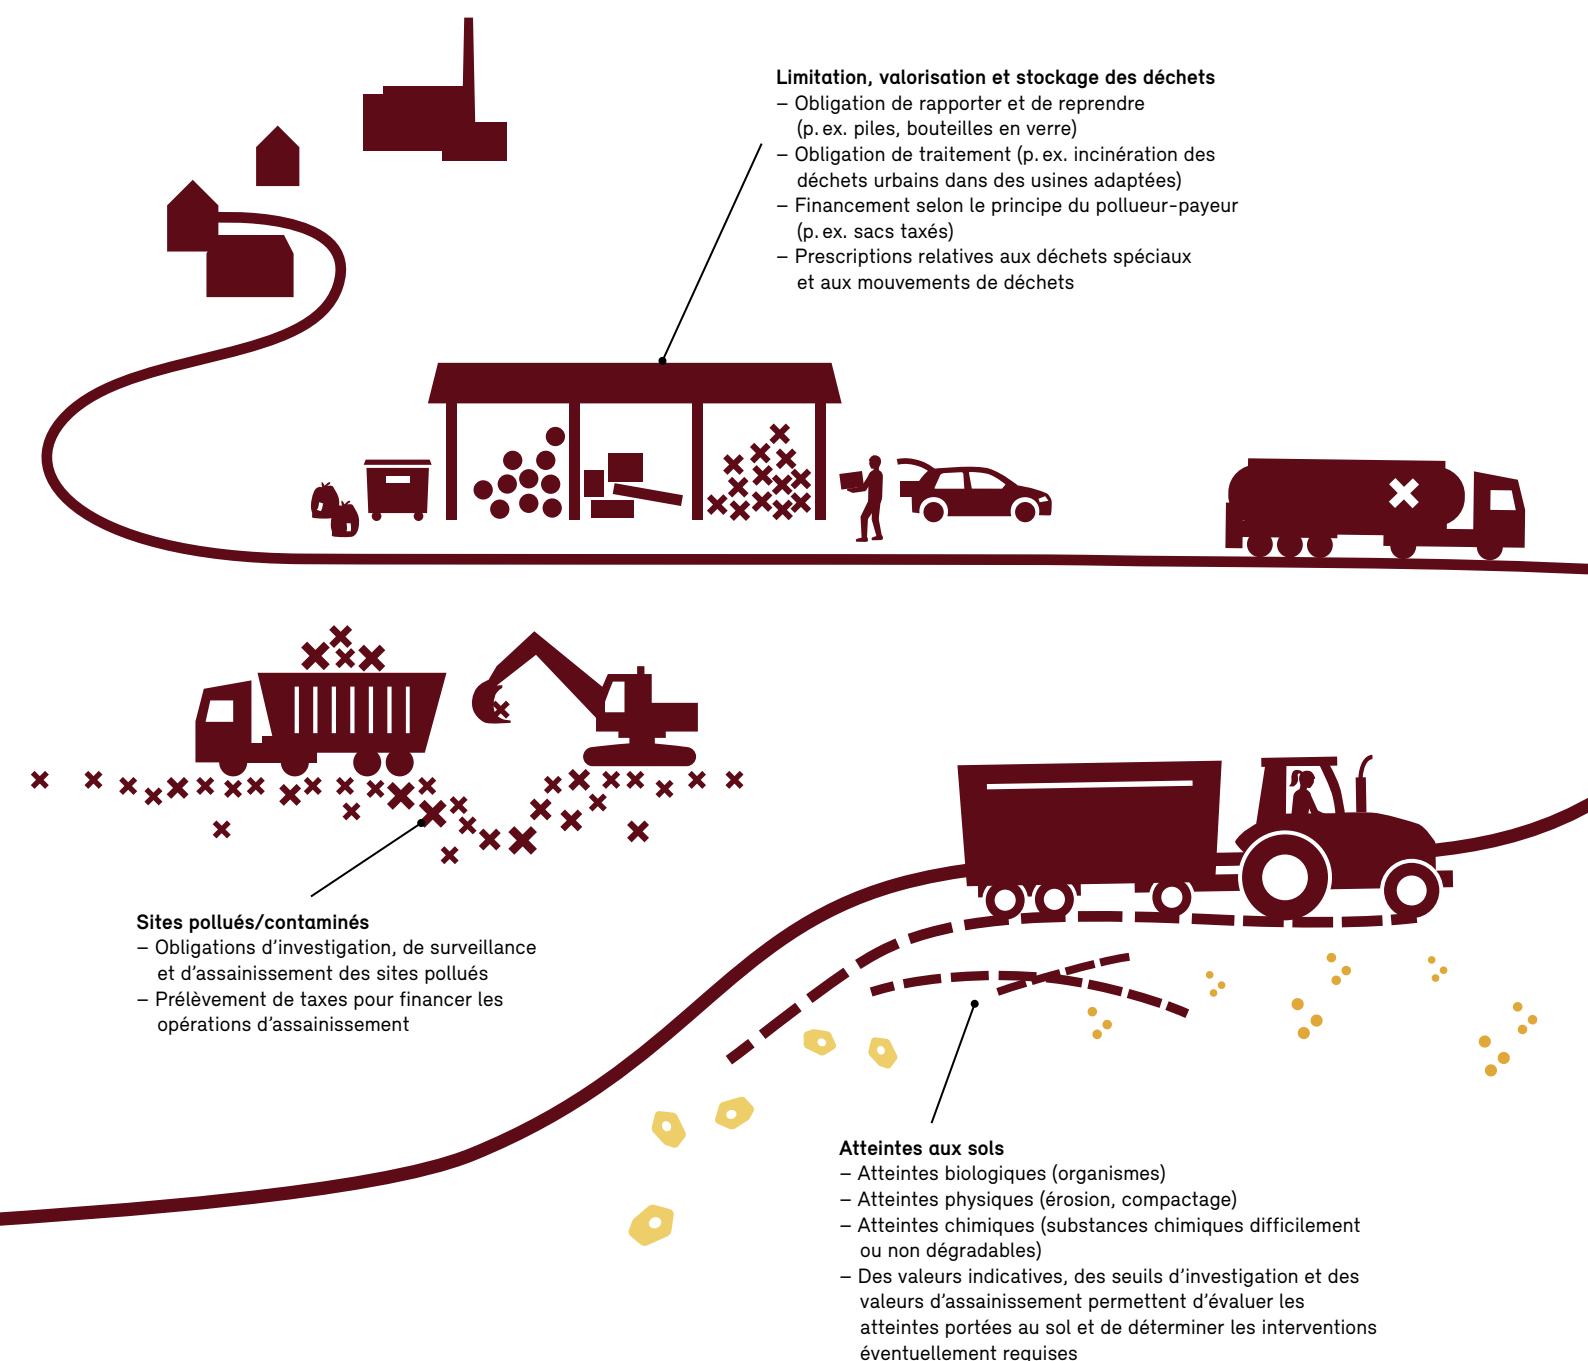 Limitation, valorisation et stockage des déchets
– Obligation de rapporter et de reprendre
(p. ex. piles, bouteilles en verre)
– Obligation de traitement (p. ex. incinération des
déchets urbains dans des usines adaptées)
– Financement selon le principe du pollueur-payeur
(p. ex. sacs taxés)
– Prescriptions relatives aux déchets spéciaux
et aux mouvements de déchets
Sites pollués/contaminés
– Obligations d’investigation, de surveillance
et d’assainissement des sites pollués
– Prélèvement de taxes pour financer les
opérations d’assainissement
Atteintes aux sols
– Atteintes biologiques (organismes)
– Atteintes physiques (érosion, compactage)
– Atteintes chimiques (substances chimiques difficilement
ou non dégradables)
– Des valeurs indicatives, des seuils d’investigation et des
valeurs d’assainissement permettent d’évaluer les
atteintes portées au sol et de déterminer les interventions
éventuellement requises